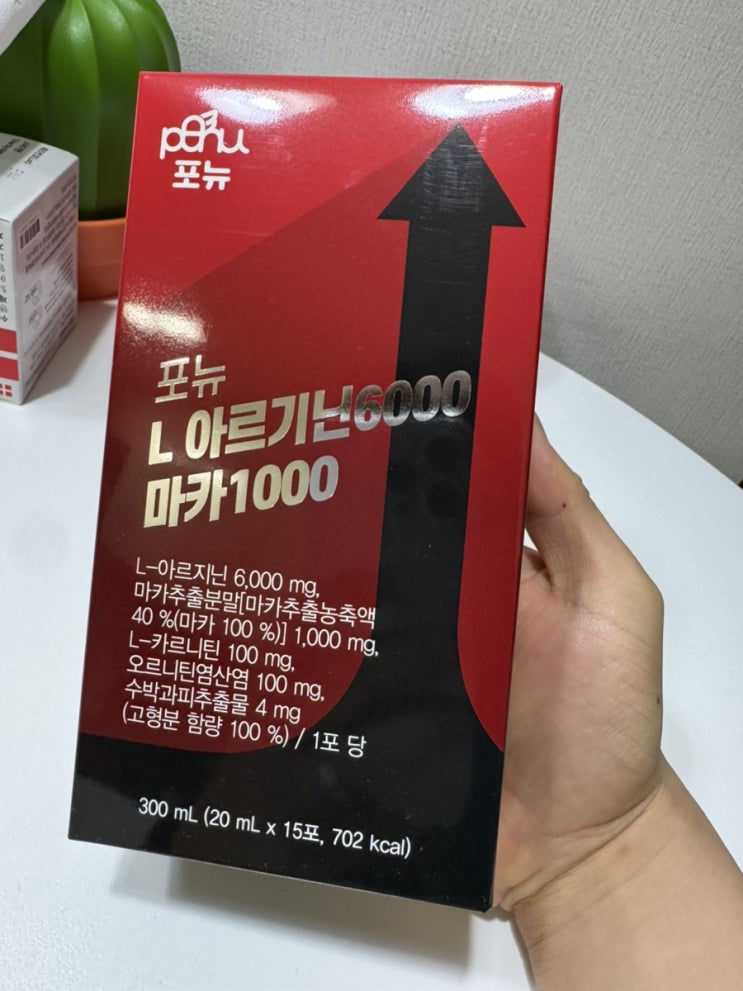 penu
포뉴
포뉴
L 아르기닌6000
마카1000
L-아르지닌 6,000 mg,
마카추출분말[마카추출농축액
40 %(마카 100 %)] 1,000 mg,
L-카르니틴 100 mg,
오르니틴염산염 100 mg,
수박과피추출물 4 mg
(고형분 함량 100 %) / 1포 당
300 mL (20 mL x 15포, 702 kcal)